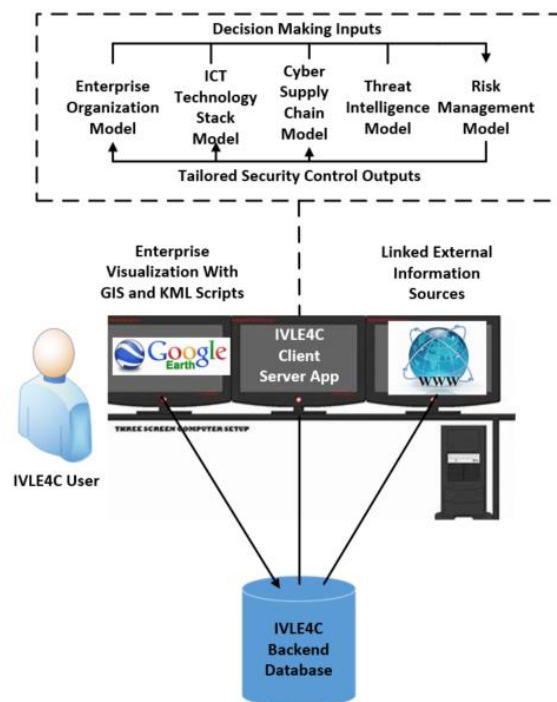 Decision Making Inputs
Enterprise
Organization
Model
ICT
Technology
Stack
Model
Cyber
Supply
Chain
Model
Threat
Intelligence
Model
Risk
Management
Model
Tailored Security Control Outputs
Enterprise
Visualization With
GIS and KML Scripts
Linked External
Information
Sources
Google
Earth
IVLE4C
Client
Server App
WWW
THREE SCREEN COMPUTER SETUP
IVLE4C User
IVLE4C
Backend
Database